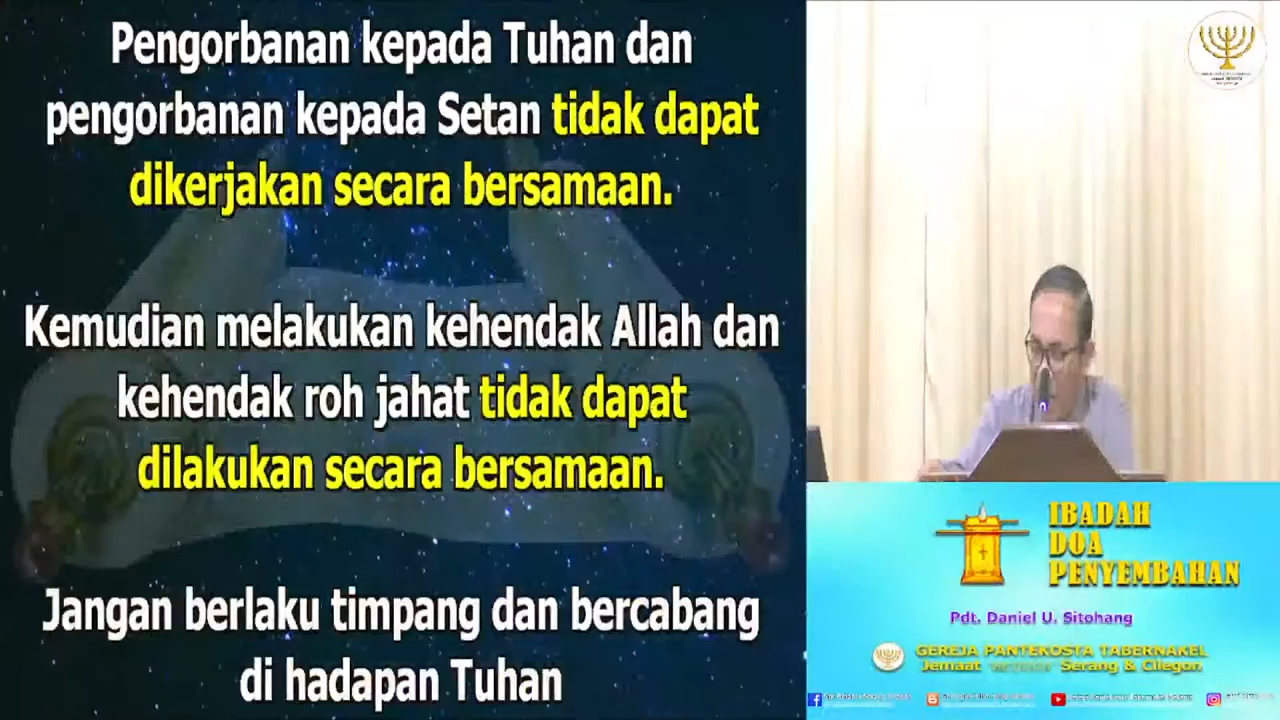 Pengorbanan kepada Tuhan dan
pengorbanan kepada Setan tidak dapat
dikerjakan secara bersamaan.
Kemudian melakukan kehendak Allah dan
kehendak roh jahat tidak dapat
dilakukan secara bersamaan.
Jangan berlaku timpang dan bercabang
di hadapan Tuhan
IBADAH
DOA
PENYEMBAHAN
Pdt. Daniel U. Sitohang
GEREJA PANTEKOSTA TABERNAKEL
Jemaat Serang & Cilegon